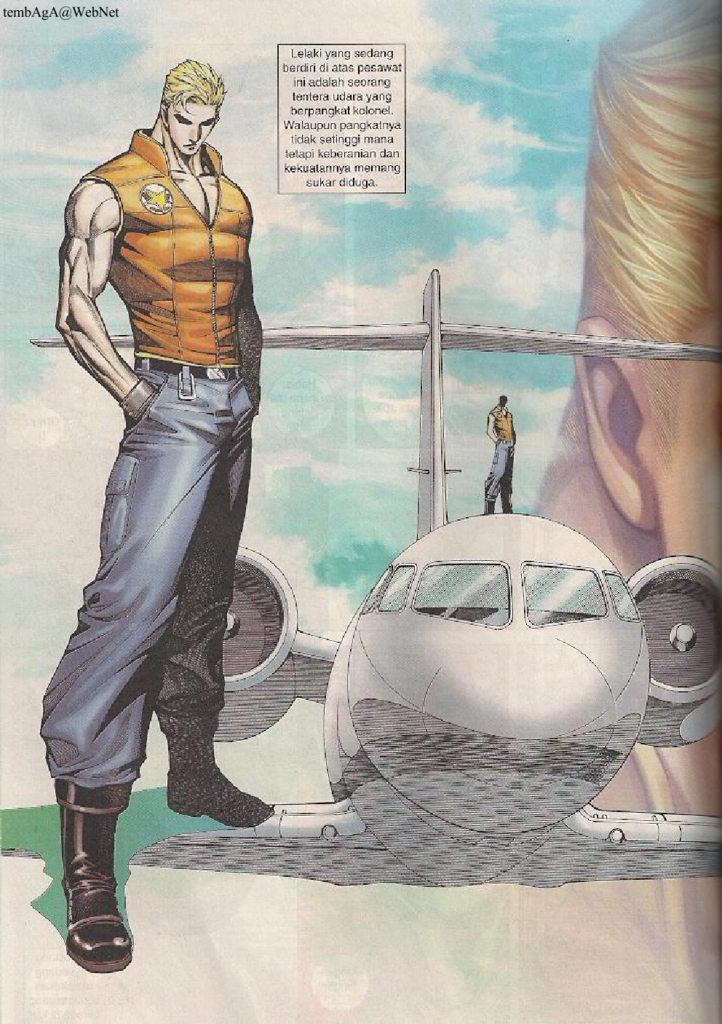 tembAgA@WebNet
Lelaki yang sedang
berdiri di atas pesawat
ini adalah seorang
tentera udara yang
berpangkat kolonel.
Walaupun pangkatnya
tidak setinggi mana
tetapi keberanian dan
kekuatannya memang
sukar diduga.